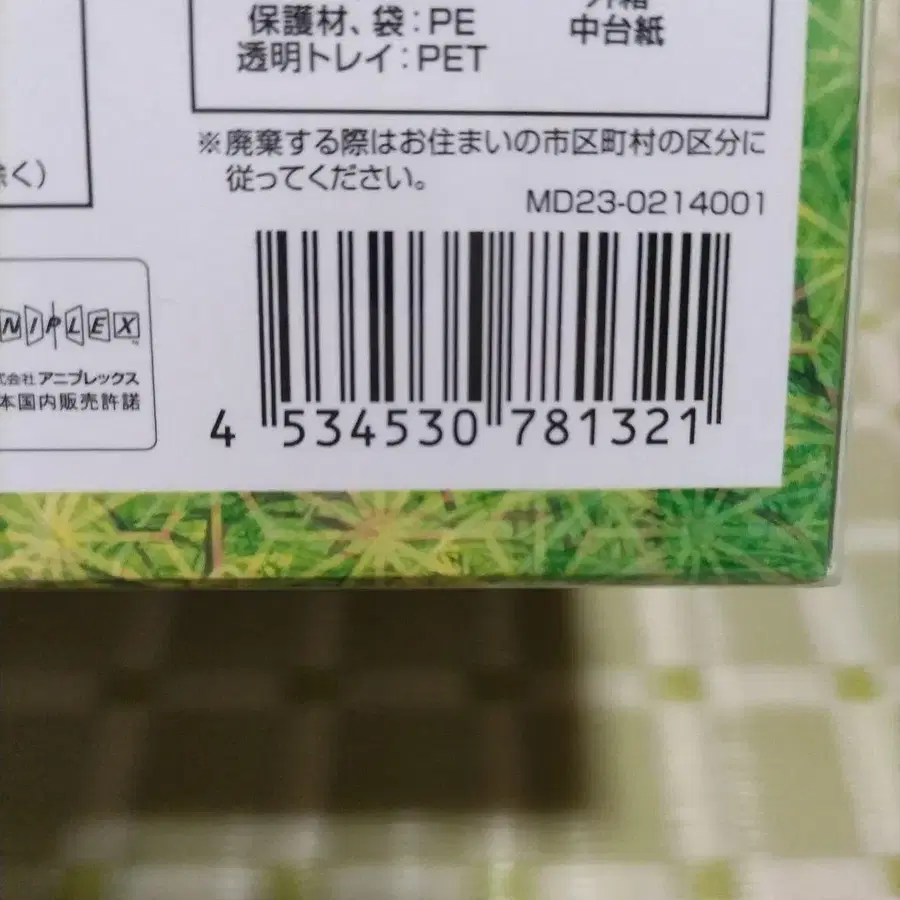 保護材、袋：PE
透明トレイ：PET
中台紙
※廃棄する際はお住まいの市区町村の区分に
従ってください。
く）
MD23-0214001
NIPLEX
式会社 アニプレックス
本国内販売許諾
4 534530 781321